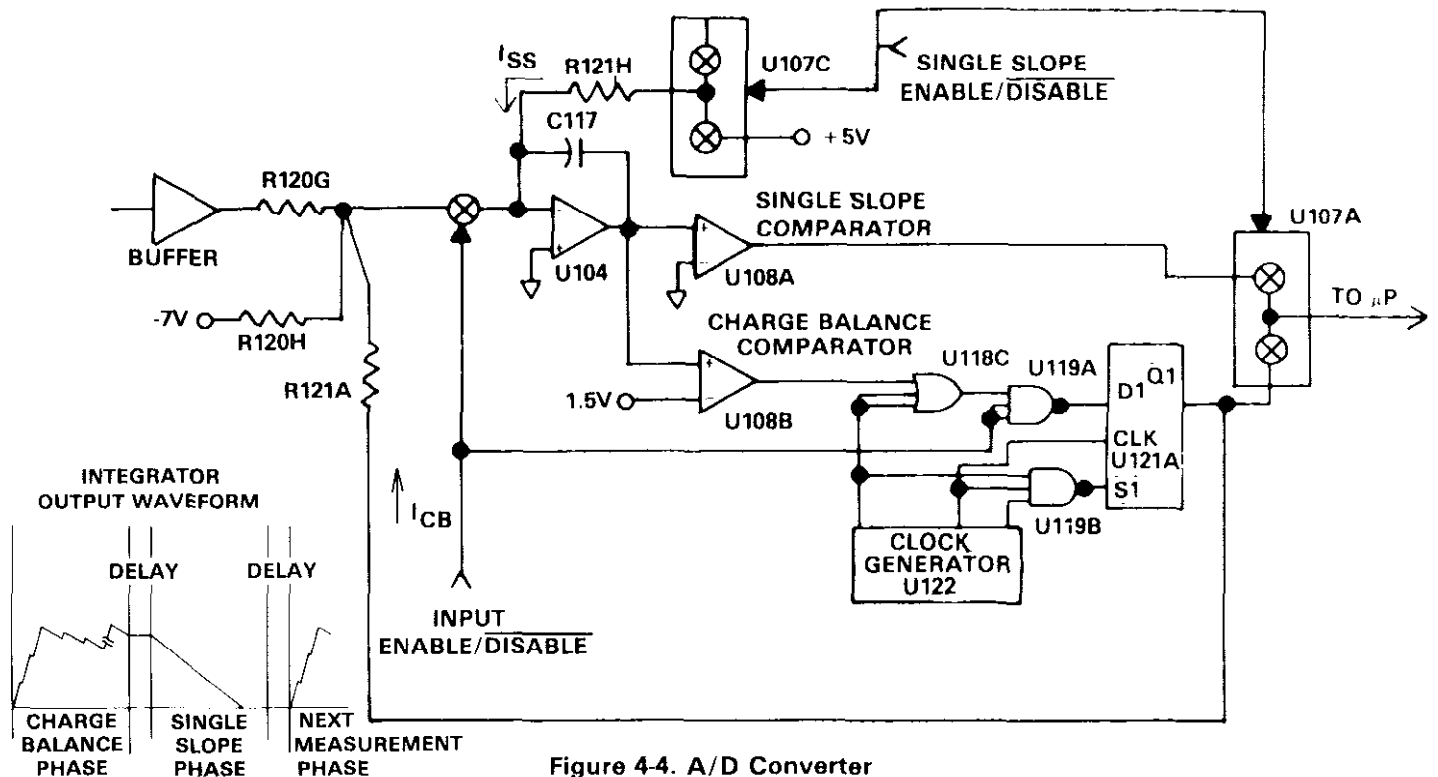 I_SS
R121H
U107C
SINGLE SLOPE
ENABLE/DISABLE
C117
+5V
R120G
SINGLE SLOPE
COMPARATOR
U107A
BUFFER
U104
U108A
TO μP
-7V
R120H
CHARGE BALANCE
COMPARATOR
U118C
U119A
R121A
1.5V
D1 Q1
U108B
CLK
U121A
S1
INTEGRATOR
OUTPUT WAVEFORM
I_CB
U119B
CLOCK
GENERATOR
U122
DELAY DELAY
INPUT
ENABLE/DISABLE
CHARGE
BALANCE
PHASE
SINGLE
SLOPE
PHASE
NEXT
MEASUREMENT
PHASE
Figure 4-4. A/D Converter